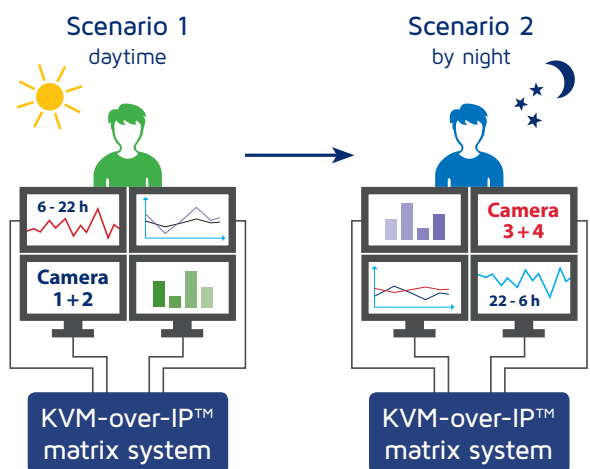 Scenario 1
daytime
Scenario 2
by night
6 - 22 h
Camera
1 + 2
Camera
3 + 4
22 - 6 h
KVM-over-IP™
matrix system
KVM-over-IP™
matrix system